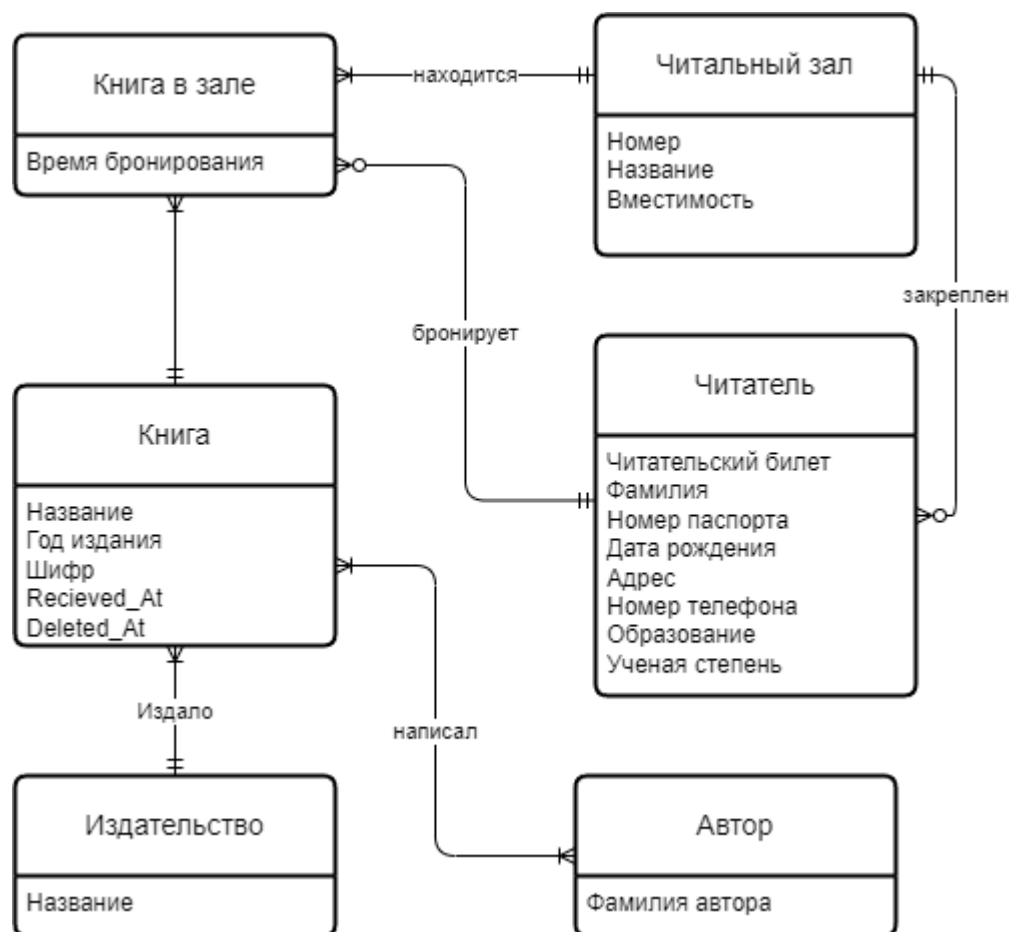 Книга в зале
Время бронирования
находится
Читальный зал
Номер
Название
Вместимость
закреплен
бронирует
Читатель
Читательский билет
Фамилия
Номер паспорта
Дата рождения
Адрес
Номер телефона
Образование
Ученая степень
Книга
Название
Год издания
Шифр
Recieved_At
Deleted_At
Издало
написал
Издательство
Название
Автор
Фамилия автора